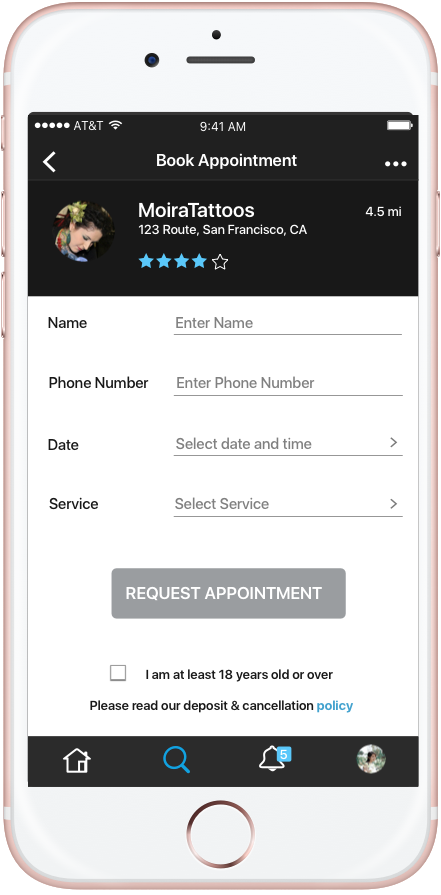 AT&T 9:41 AM
Book Appointment
MoiraTattoos 4.5 mi
123 Route, San Francisco, CA
Name Enter Name
Phone Number Enter Phone Number
Date Select date and time
Service Select Service
REQUEST APPOINTMENT
I am at least 18 years old or over
Please read our deposit & cancellation policy
5